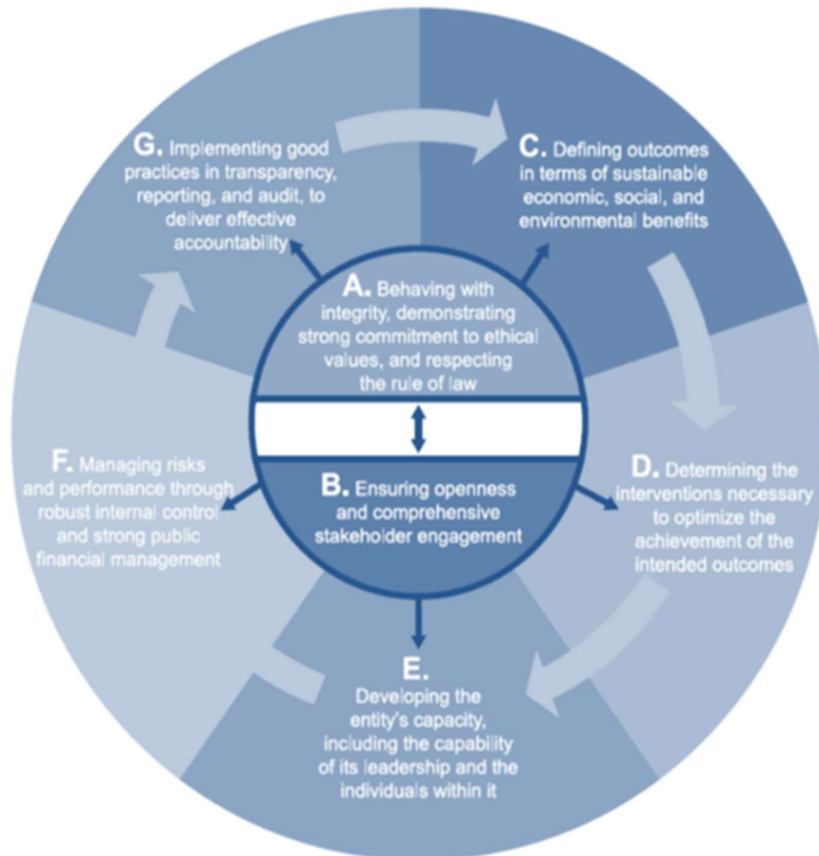 G. Implementing good
practices in transparency,
reporting, and audit, to
deliver effective
accountability
C. Defining outcomes
in terms of sustainable
economic, social, and
environmental benefits
A. Behaving with
integrity, demonstrating
strong commitment to ethical
values, and respecting
the rule of law
B. Ensuring openness
and comprehensive
stakeholder engagement
D. Determining the
interventions necessary
to optimize the
achievement of the
intended outcomes
E.
Developing the
entity's capacity,
including the capability
of its leadership and the
individuals within it
F. Managing risks
and performance through
robust internal control
and strong public
financial management